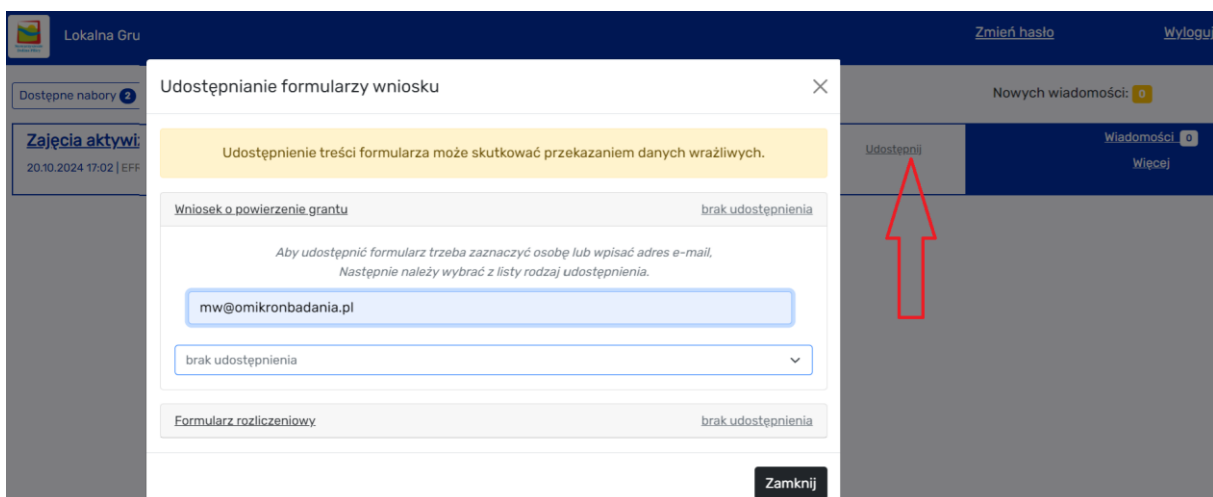 Lokalna Gru
Zmień hasło
Wyloguj
Dostępne nabory 2
Nowych wiadomości: 0
Udostępnianie formularzy wniosku
Udostępnienie treści formularza może skutkować przekazaniem danych wrażliwych.
Zajęcia aktywi
20.10.2024 17:02 | EFF
Udostępnij
Wiadomości 0
Więcej
Wniosek o powierzenie grantu
brak udostępnienia
Aby udostępnić formularz trzeba zaznaczyć osobę lub wpisać adres e-mail,
Następnie należy wybrać z listy rodzaj udostępnienia.
mw@omikronbadania.pl
brak udostępnienia
Formularz rozliczeniowy
brak udostępnienia
Zamknij